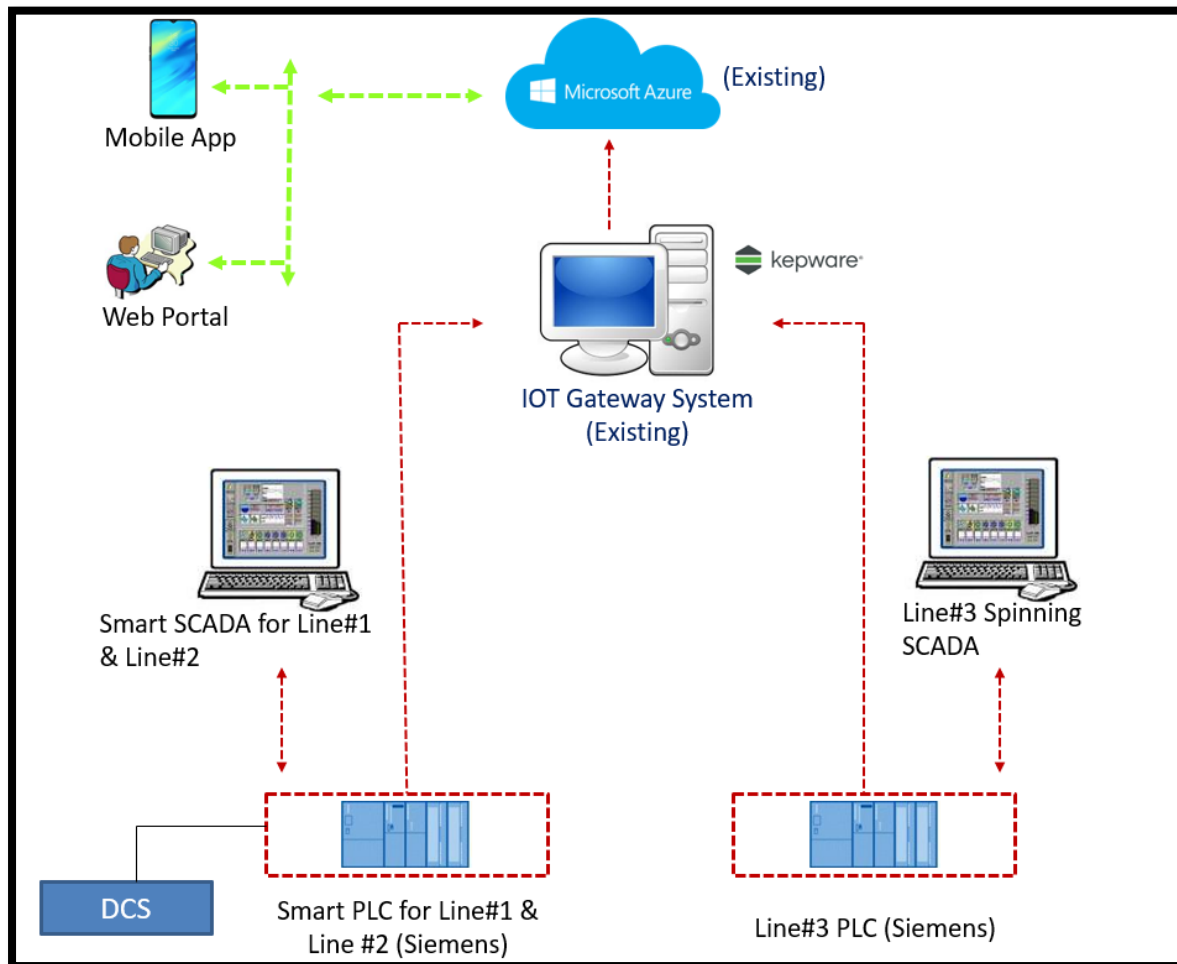 Microsoft Azure
(Existing)
Mobile App
kepware®
Web Portal
IOT Gateway System
(Existing)
Smart SCADA for Line#1
& Line#2
Line#3 Spinning
SCADA
DCS
Smart PLC for Line#1 &
Line #2 (Siemens)
Line#3 PLC (Siemens)